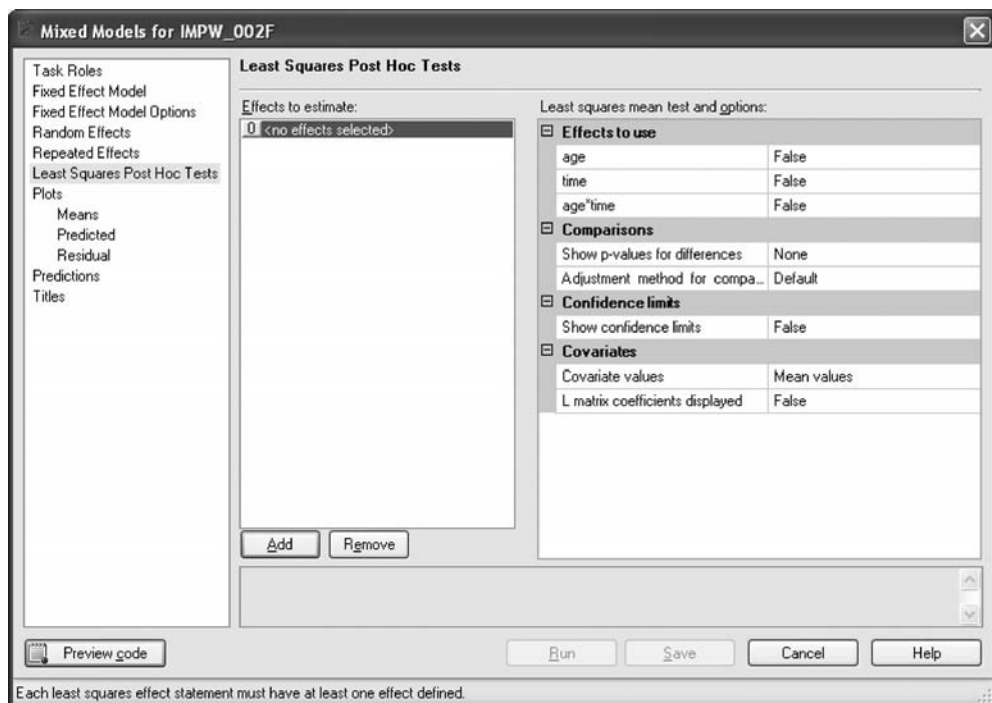 Mixed Models for IMPW_002F
Task Roles
Fixed Effect Model
Fixed Effect Model Options
Random Effects
Repeated Effects
Least Squares Post Hoc Tests
Plots
Means
Predicted
Residual
Predictions
Titles
Least Squares Post Hoc Tests
Effects to estimate:
0 <no effects selected>
Add Remove
Least squares mean test and options:
Effects to use
age False
time False
age*time False
Comparisons
Show p-values for differences None
Adjustment method for compa... Default
Confidence limits
Show confidence limits False
Covariates
Covariate values Mean values
L matrix coefficients displayed False
Preview code Run Save Cancel Help
Each least squares effect statement must have at least one effect defined.